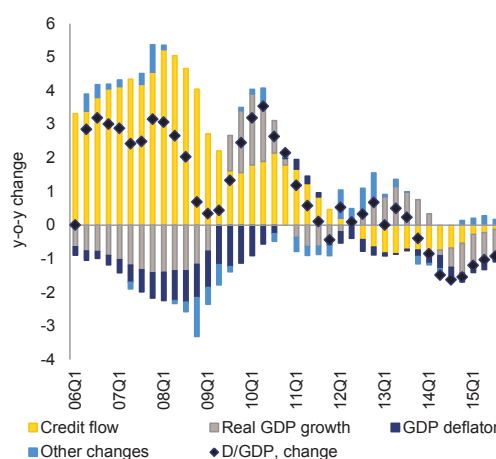 6
5
4
3
2
1
0
-1
-2
-3
-4
y-o-y change
06Q1
07Q1
08Q1
09Q1
10Q1
11Q1
12Q1
13Q1
14Q1
15Q1
Credit flow
Real GDP growth
GDP deflator
Other changes
D/GDP, change